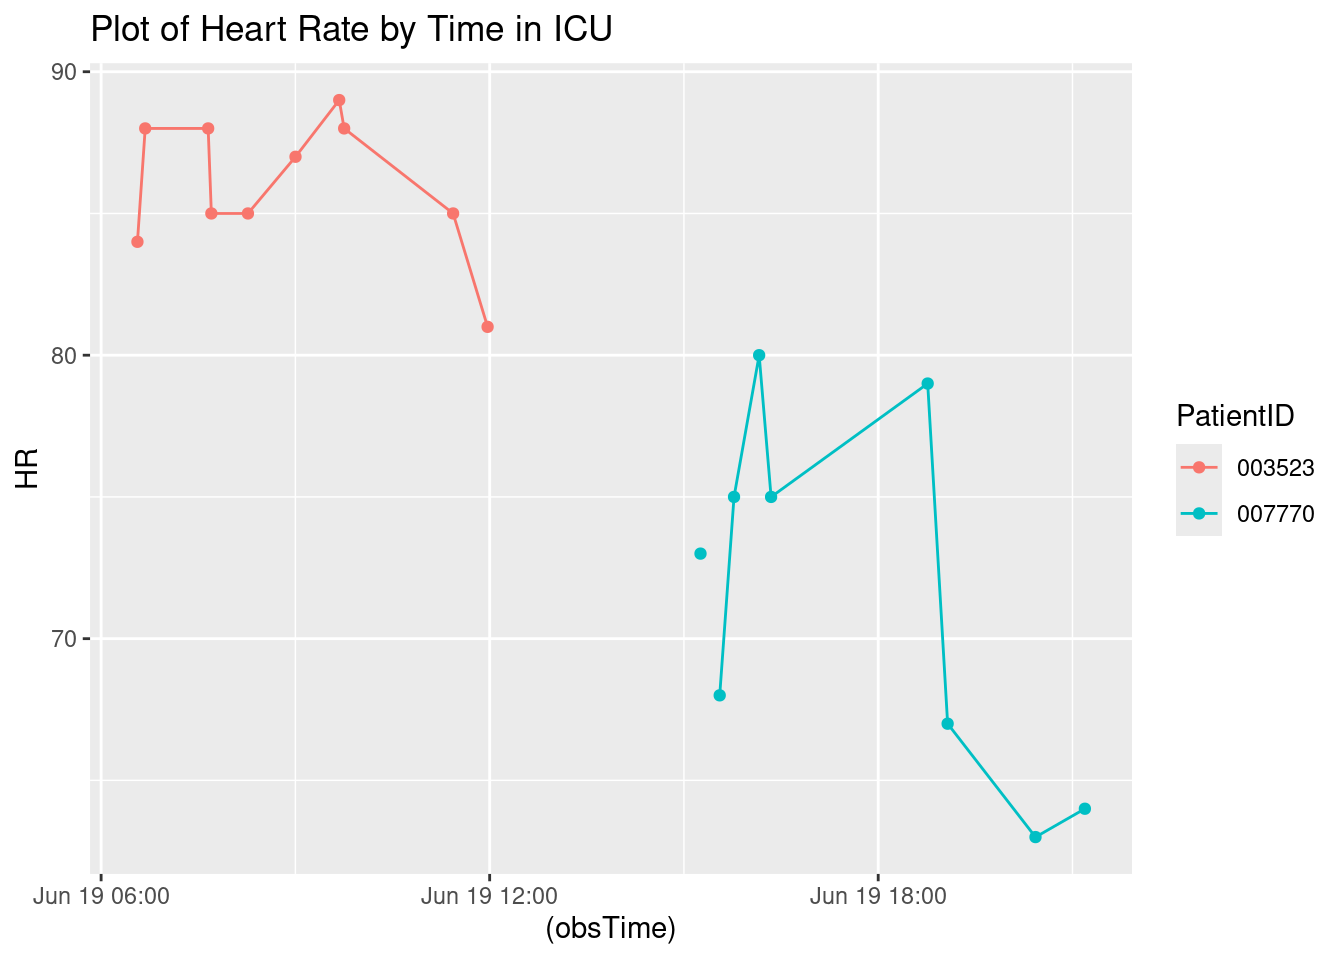 Plot of Heart Rate by Time in ICU
90
80
70
HR
Jun 19 06:00
Jun 19 12:00
Jun 19 18:00
(obsTime)
PatientID
003523
007770